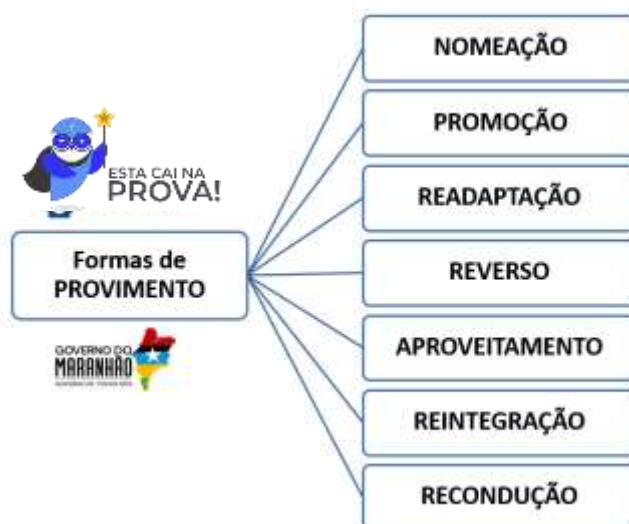 NOMEAÇÃO
PROMOÇÃO
ESTA CAI NA
PROVA!
READAPTAÇÃO
Formas de
PROVIMENTO
REVERSO
GOVERNO DO
MARANHÃO
APROVEITAMENTO
REINTEGRAÇÃO
RECONDUÇÃO